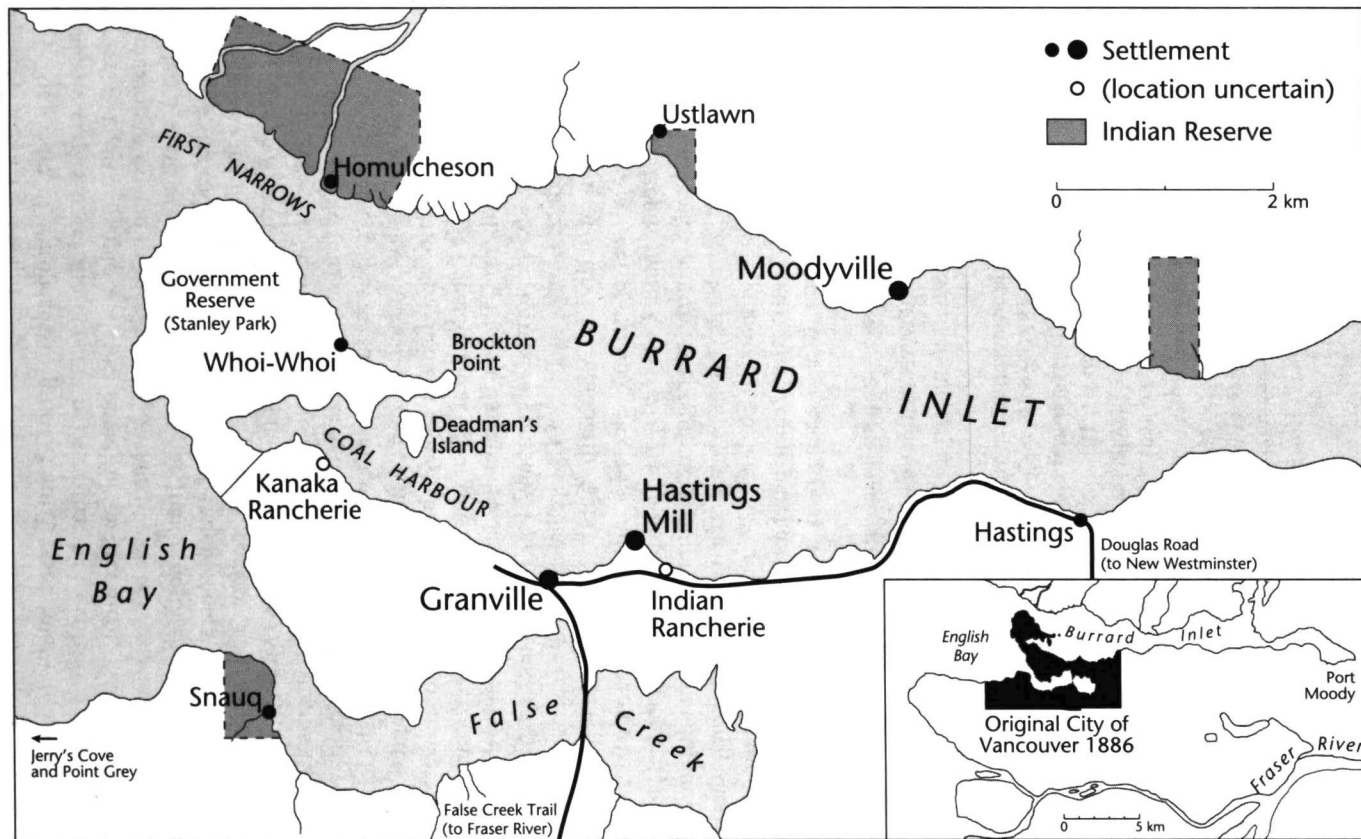 Settlement
(location uncertain)
Indian Reserve
0 2 km
Ustlawn
FIRST NARROWS
Homulcheson
Moodyville
Government
Reserve
(Stanley Park)
Whoi-Whoi
Brockton
Point
BURRARD INLET
Deadman's
Island
COAL HARBOUR
Kanaka
Rancherie
Hastings
Mill
Hastings
Douglas Road
(to New Westminster)
English
Bay
Granville
Indian
Rancherie
Snauq
False Creek
Jerry's Cove
and Point Grey
False Creek Trail
(to Fraser River)
English
Bay
Burrard Inlet
Port
Moody
Original City of
Vancouver 1886
Fraser River
0 5 km